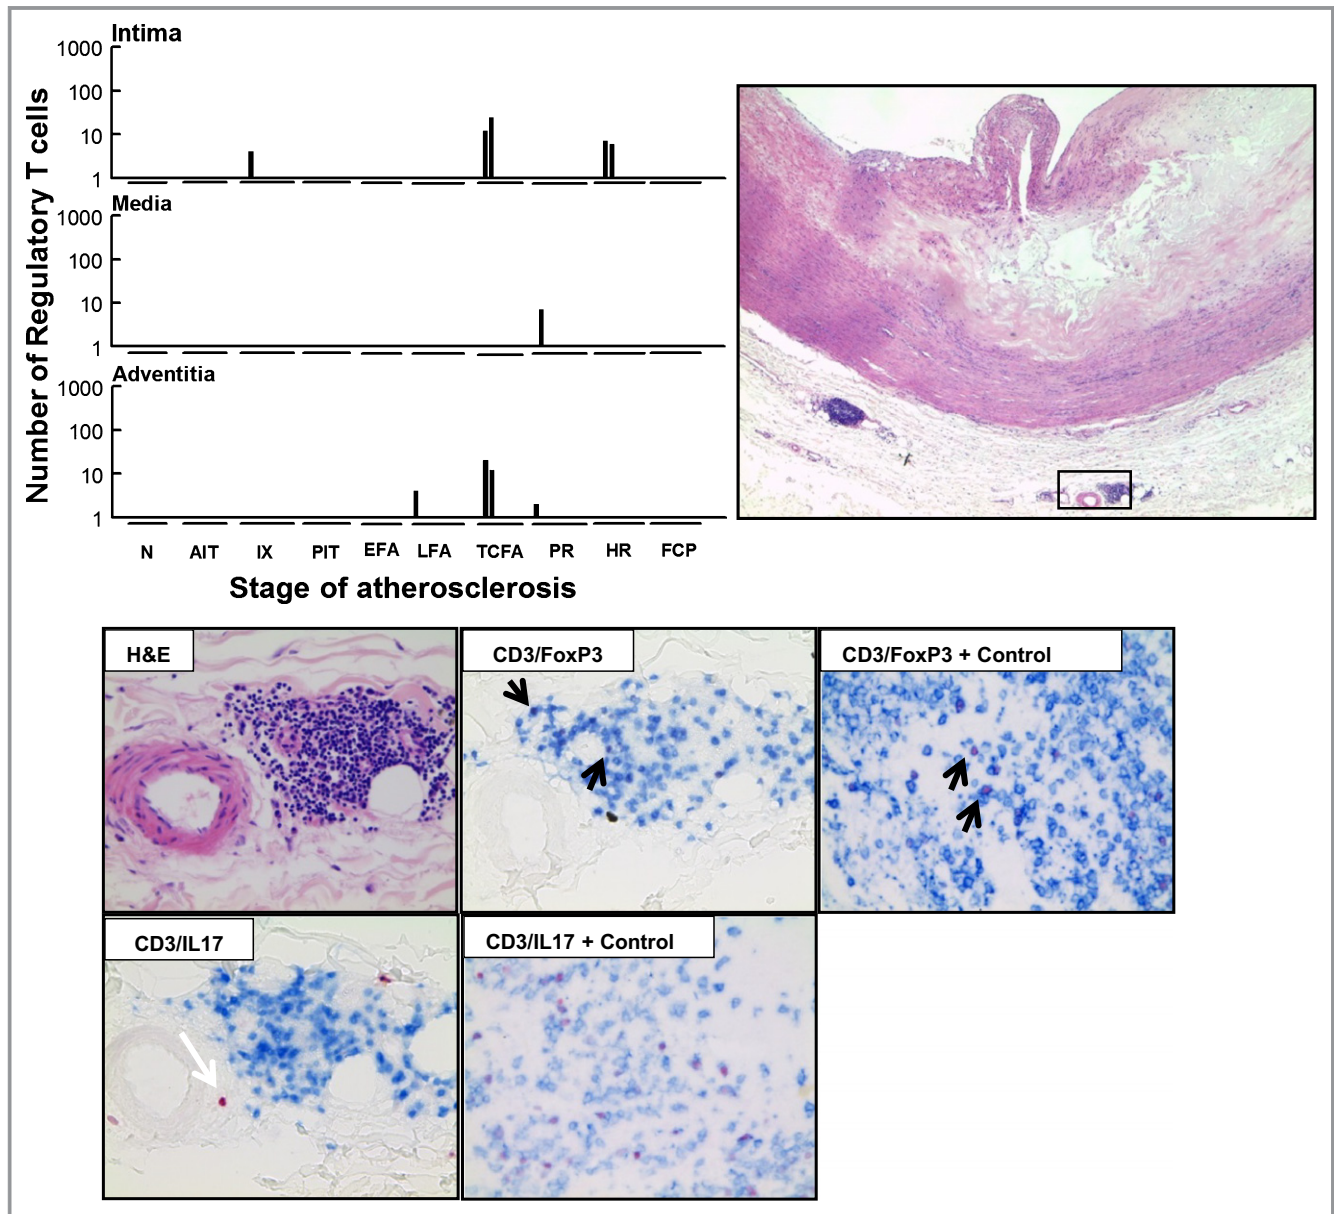 Intima
1000
100
10
1
Media
1000
100
10
1
Adventitia
1000
100
10
1
Number of Regulatory T cells
N AIT IX PIT EFA LFA TCFA PR HR FCP
Stage of atherosclerosis
H&E
CD3/FoxP3
CD3/FoxP3 + Control
CD3/IL17
CD3/IL17 + Control